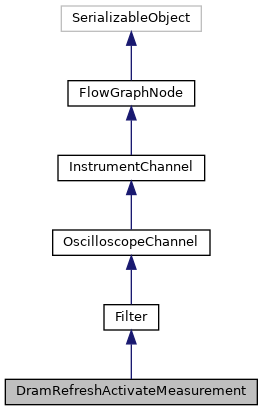 SerializableObject
FlowGraphNode
InstrumentChannel
OscilloscopeChannel
Filter
DramRefreshActivateMeasurement